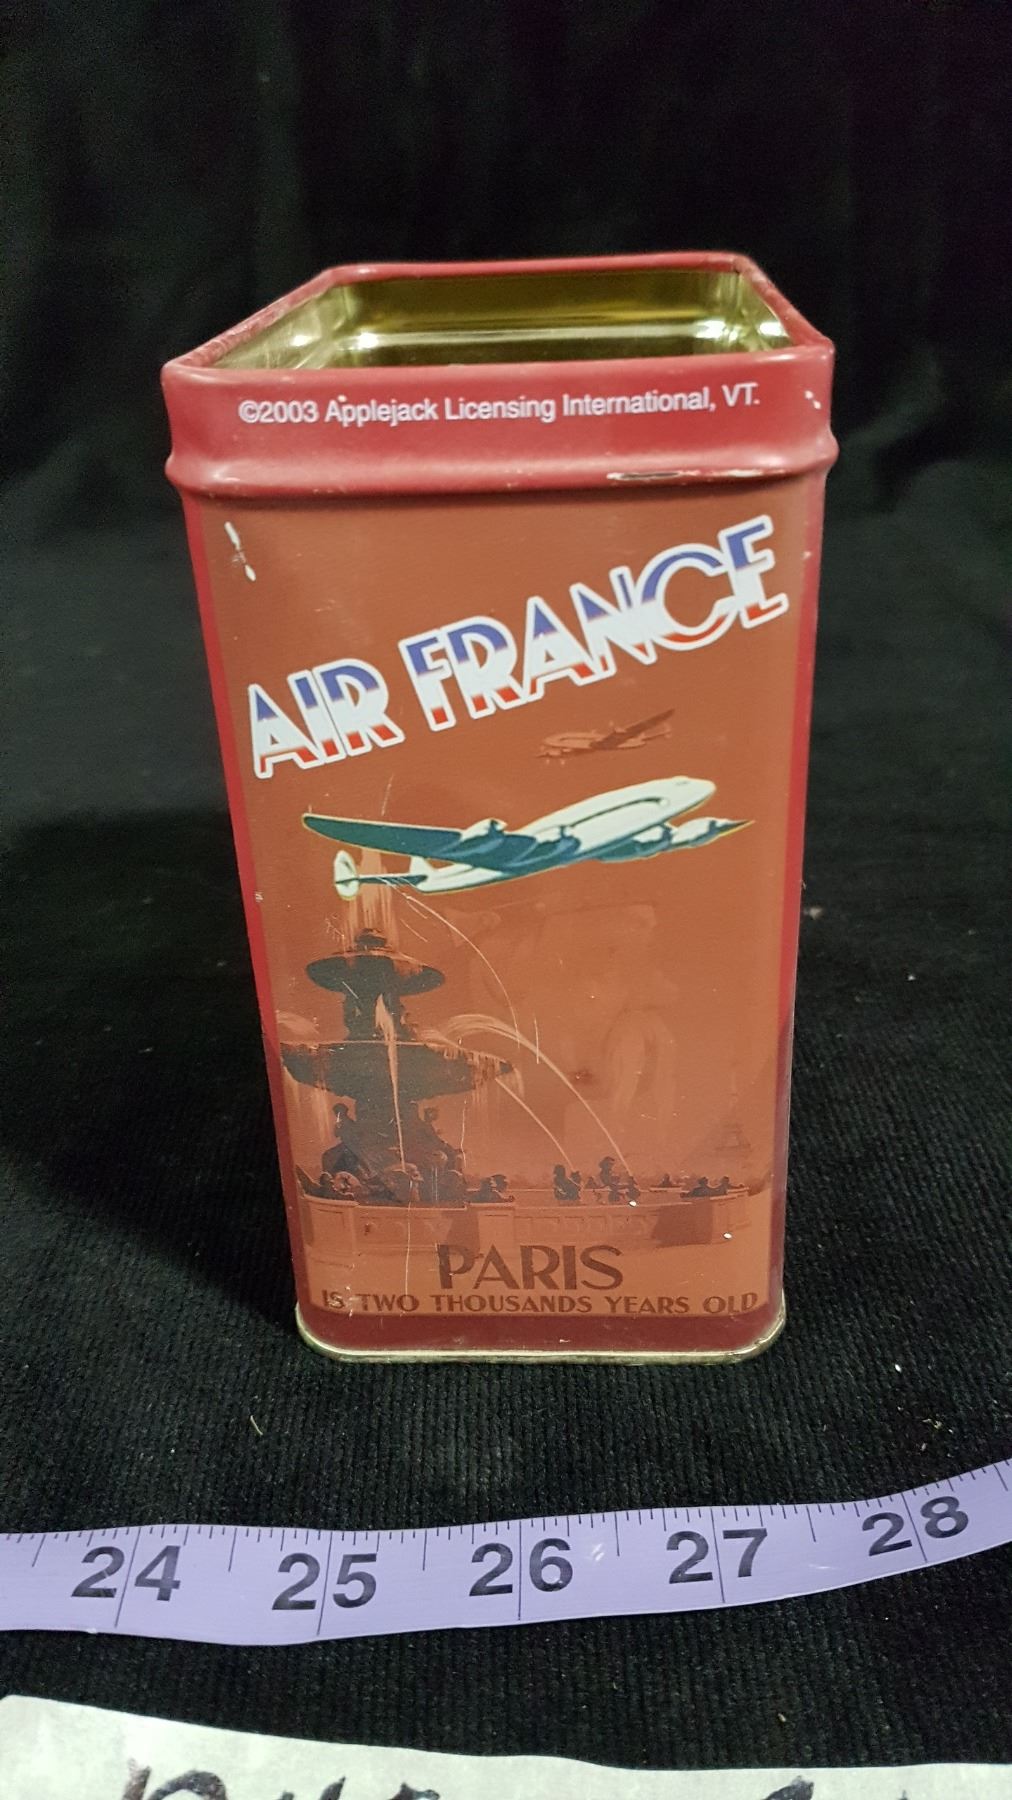 ©2003 Applejack Licensing International, VT.
AIR FRANCE
PARIS
IS TWO THOUSANDS YEARS OLD
24 25 26 27 28